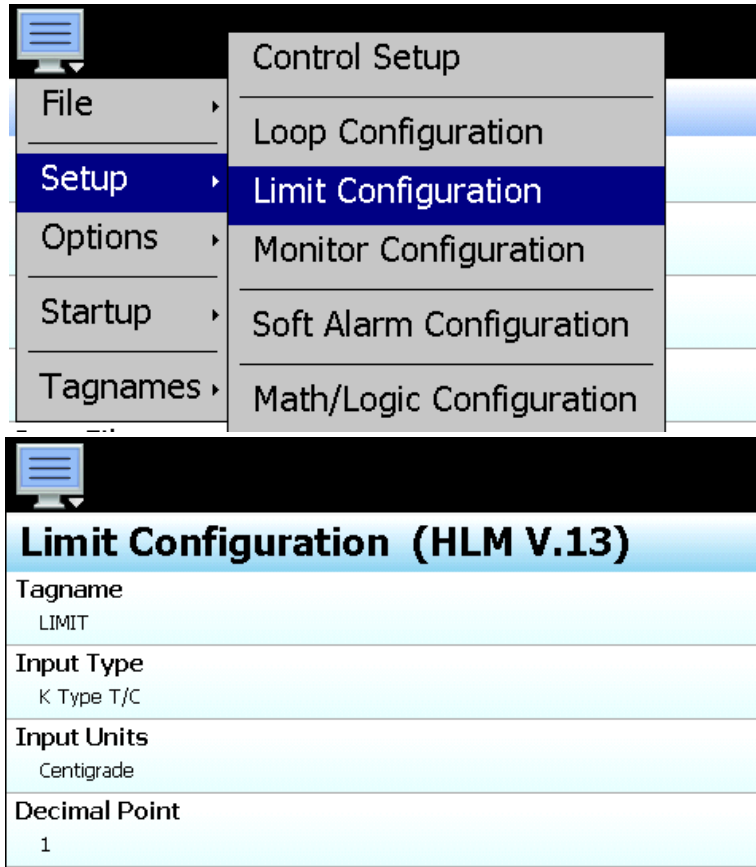 Control Setup
File
Loop Configuration
Setup
Limit Configuration
Options
Monitor Configuration
Startup
Soft Alarm Configuration
Tagnames
Math/Logic Configuration
Limit Configuration (HLM V.13)
Tagname
LIMIT
Input Type
K Type T/C
Input Units
Centigrade
Decimal Point
1